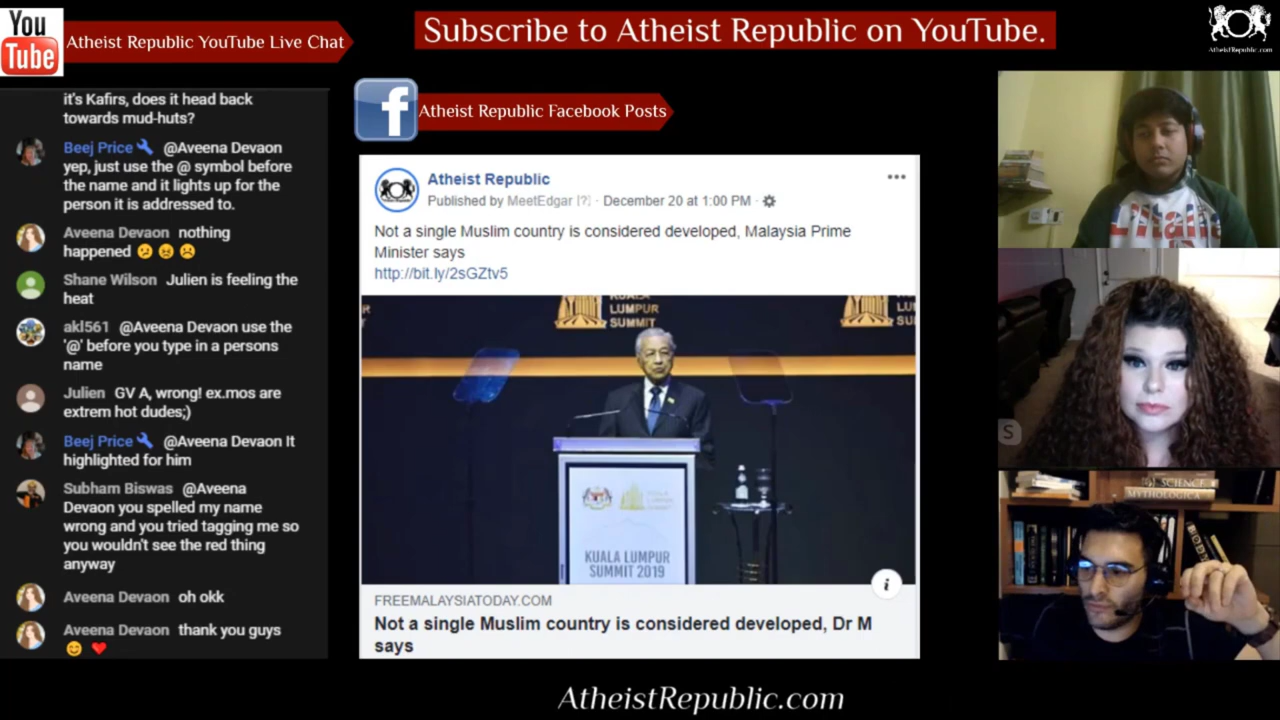 You
Tube
Atheist Republic YouTube Live Chat
Subscribe to Atheist Republic on YouTube.
AtheistRepublic.com
it's Kafirs, does it head back
towards mud-huts?
Beej Price @Aveena Devaon
yep, just use the @ symbol before
the name and it lights up for the
person it is addressed to.
Aveena Devaon nothing
happened 😕 😣 ☹️
Shane Wilson Julien is feeling the
heat
akl561 @Aveena Devaon use the
'@' before you type in a persons
name
Julien GV A, wrong! ex.mos are
extrem hot dudes;)
Beej Price @Aveena Devaon It
highlighted for him
Subham Biswas @Aveena
Devaon you spelled my name
wrong and you tried tagging me so
you wouldn't see the red thing
anyway
Aveena Devaon oh okk
Aveena Devaon thank you guys
😊 ❤️
f
Atheist Republic Facebook Posts
Atheist Republic
Published by MeetEdgar [?] · December 20 at 1:00 PM ·
Not a single Muslim country is considered developed, Malaysia Prime
Minister says
http://bit.ly/2sGZtv5
KUALA
LUMPUR
SUMMIT
LU
SU
KUALA LUMPUR
SUMMIT 2019
i
FREEMALAYSIATODAY.COM
Not a single Muslim country is considered developed, Dr M
says
S
SCIENCE
MYTHOLOGICA
AtheistRepublic.com